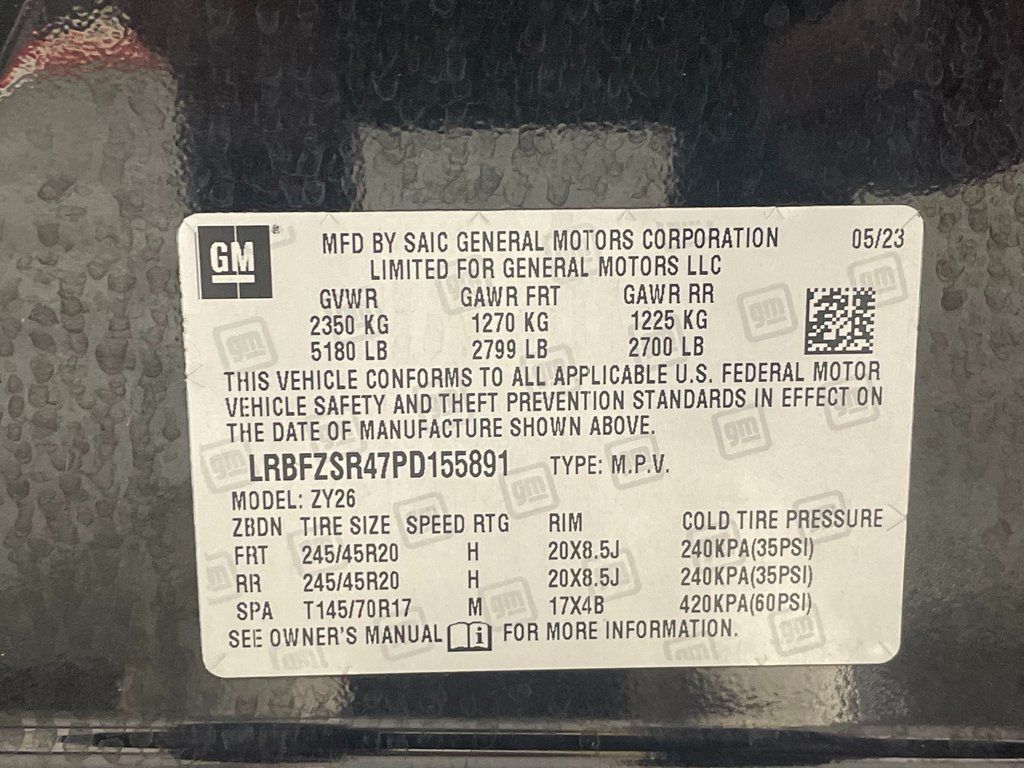 GM ® MFD BY SAIC GENERAL MOTORS CORPORATION 05/23
LIMITED FOR GENERAL MOTORS LLC
GVWR GAWR FRT GAWR RR
2350 KG 1270 KG 1225 KG
5180 LB 2799 LB 2700 LB
THIS VEHICLE CONFORMS TO ALL APPLICABLE U.S. FEDERAL MOTOR
VEHICLE SAFETY AND THEFT PREVENTION STANDARDS IN EFFECT ON
THE DATE OF MANUFACTURE SHOWN ABOVE.
LRBFZSR47PD155891 TYPE: M.P.V.
MODEL: ZY26
ZBDN TIRE SIZE SPEED RTG RIM COLD TIRE PRESSURE
FRT 245/45R20 H 20X8.5J 240KPA(35PSI)
RR 245/45R20 H 20X8.5J 240KPA(35PSI)
SPA T145/70R17 M 17X4B 420KPA(60PSI)
SEE OWNER'S MANUAL FOR MORE INFORMATION.